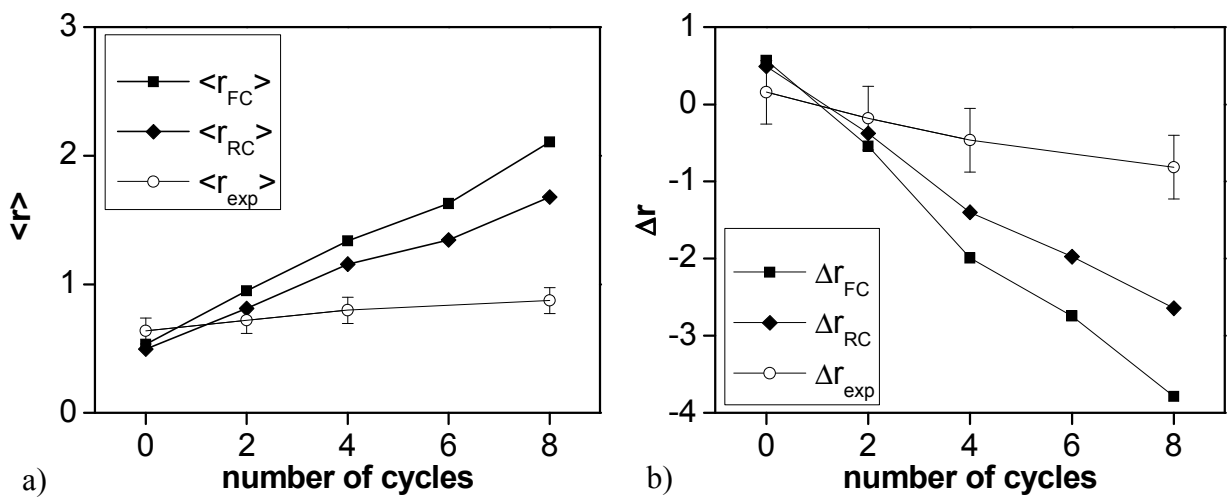 3
2
1
0
<r>
<r_FC>
<r_RC>
<r_exp>
0 2 4 6 8
number of cycles
a)
1
0
-1
-2
-3
-4
Δr
Δr_FC
Δr_RC
Δr_exp
0 2 4 6 8
number of cycles
b)